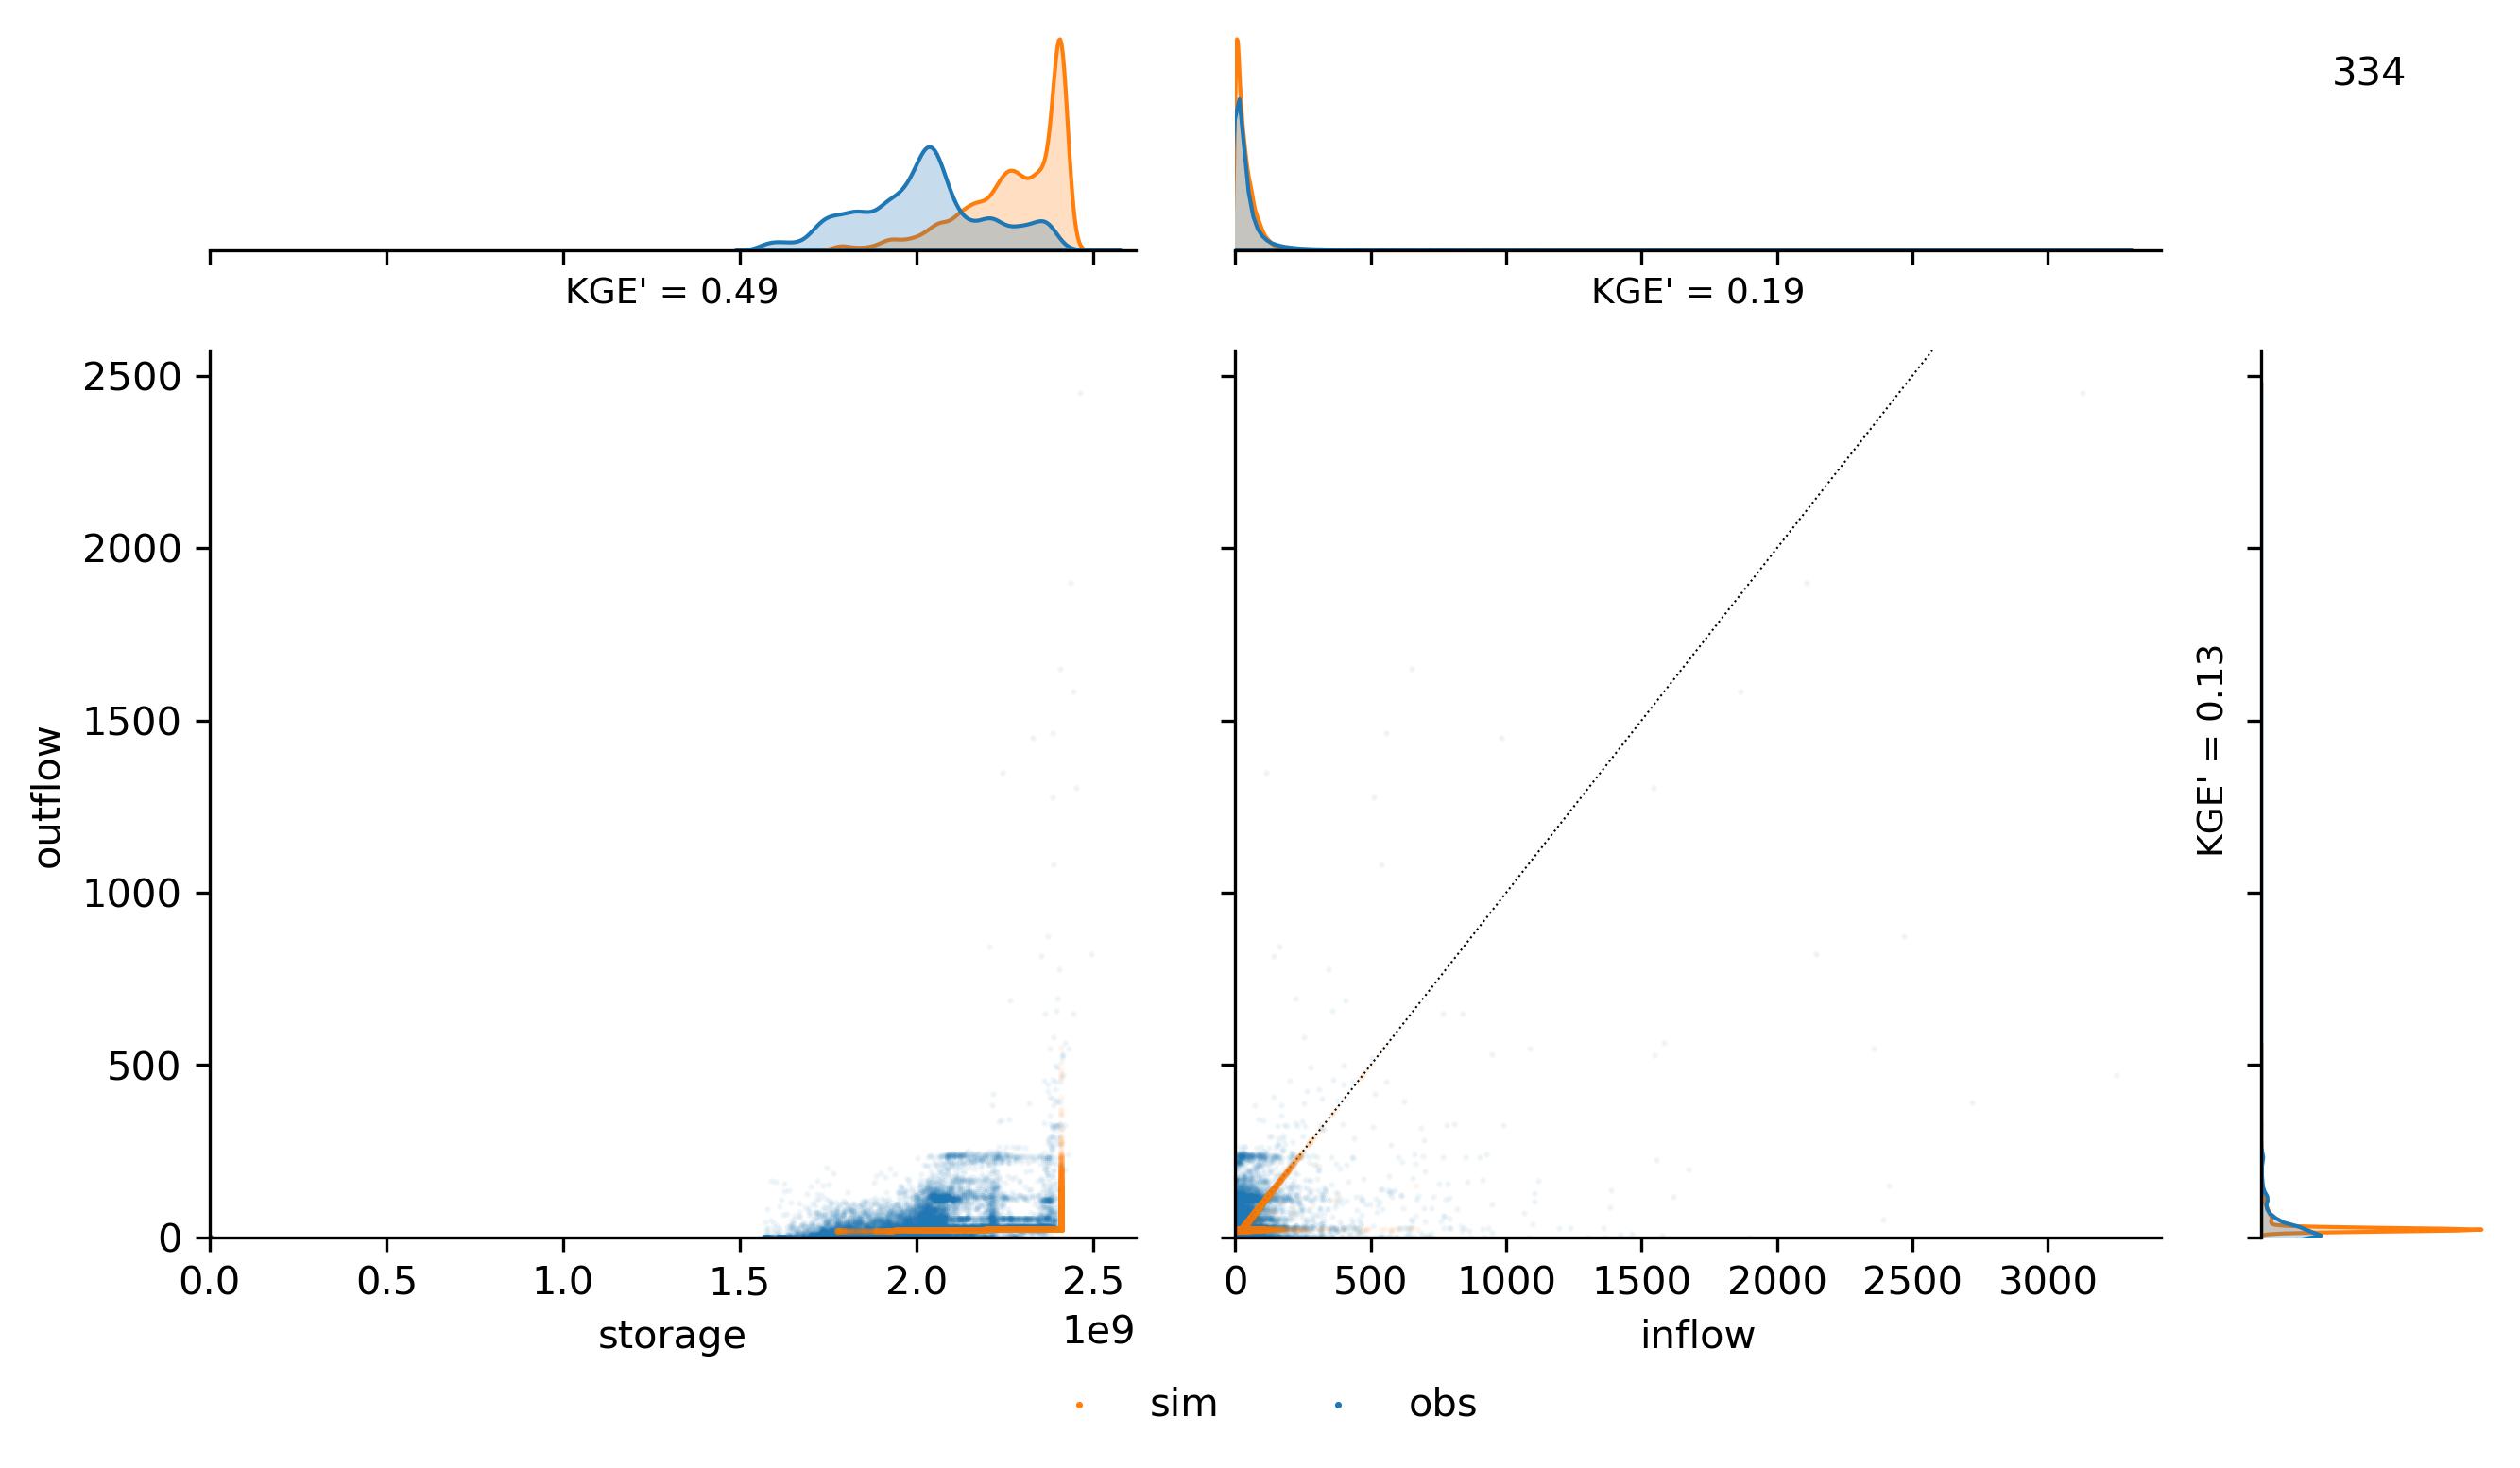 334
KGE' = 0.49
KGE' = 0.19
2500
2000
1500
1000
500
0
outflow
KGE' = 0.13
0.0 0.5 1.0 1.5 2.0 2.5
0 500 1000 1500 2000 2500 3000
1e9
storage
inflow
sim obs